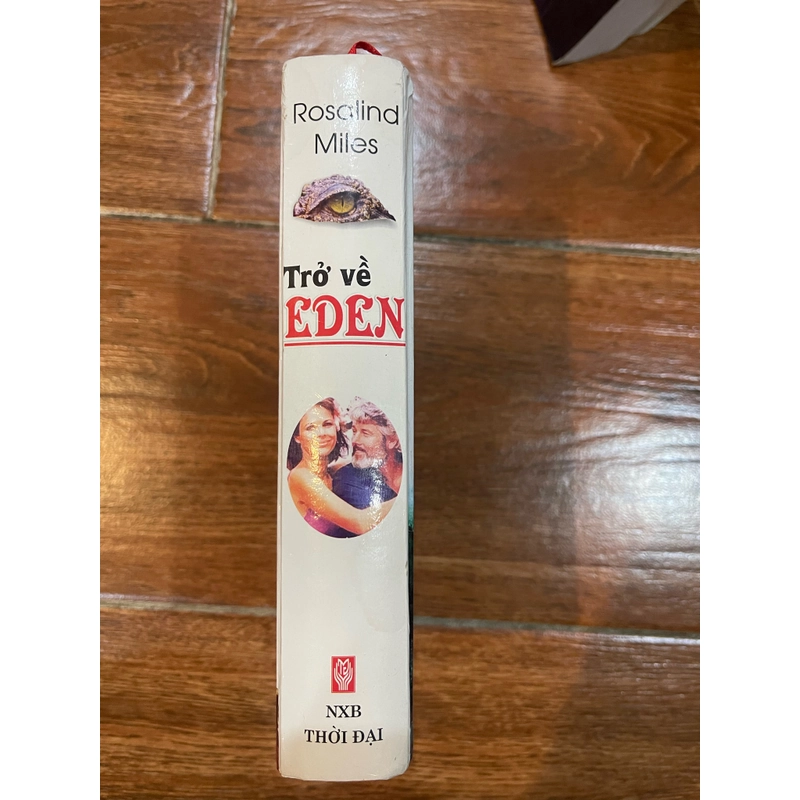 Rosalind
Miles
Trở về
EDEN
NXB
THỜI ĐẠI